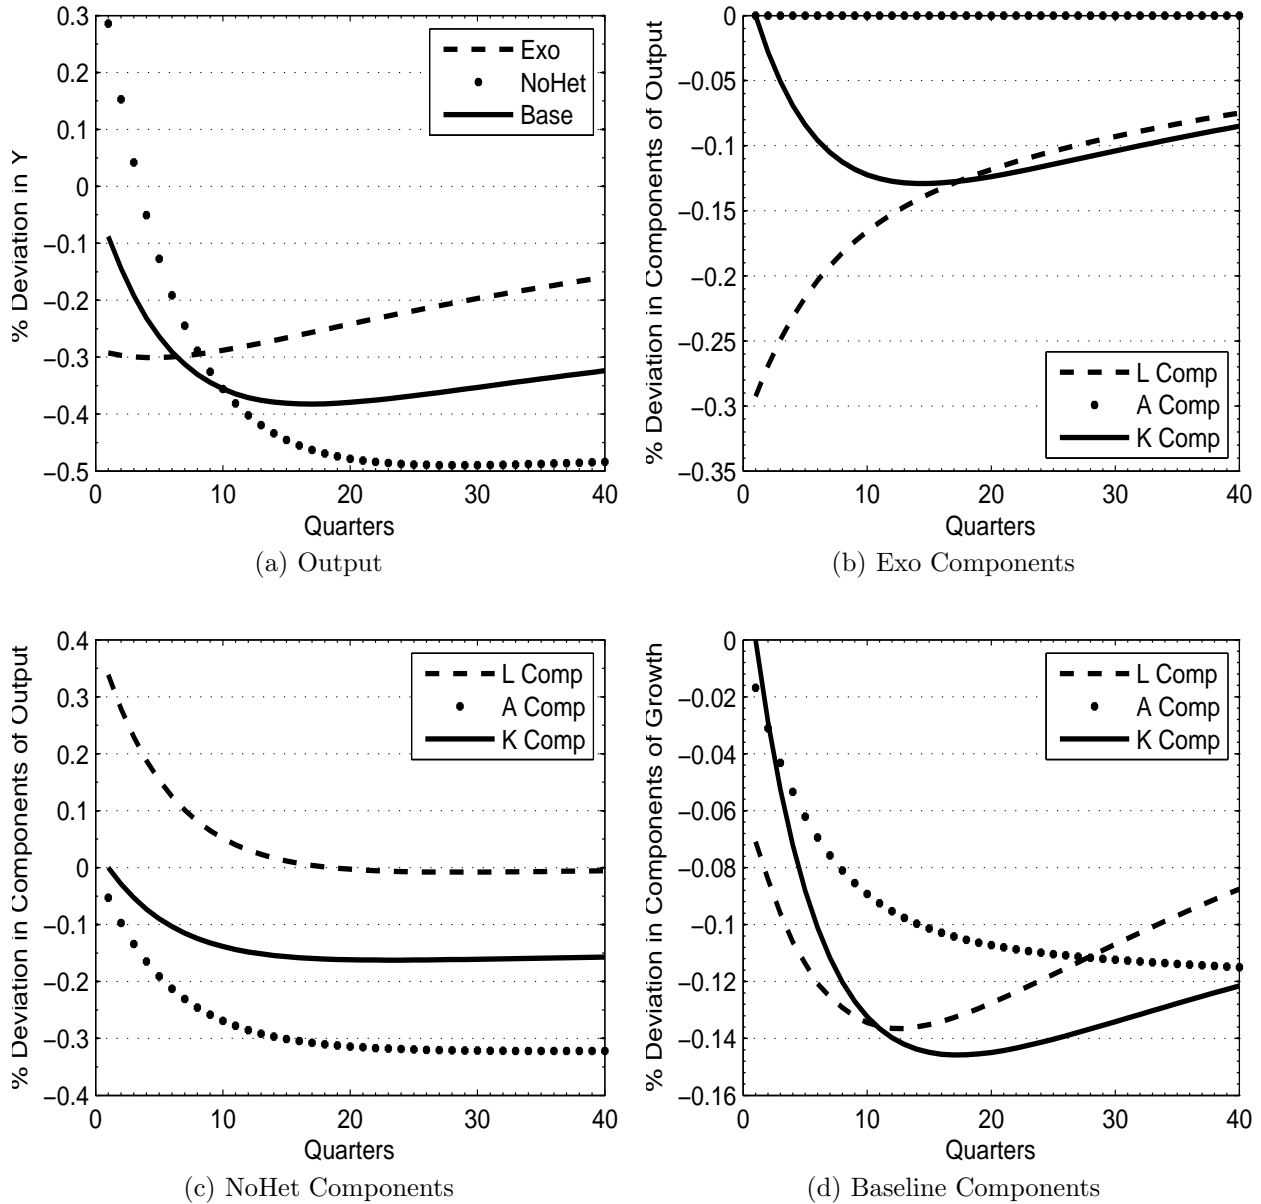 % Deviation in Y
0.3
0.2
0.1
0
−0.1
−0.2
−0.3
−0.4
−0.5
Exo
NoHet
Base
0
10
20
30
40
Quarters
(a) Output
% Deviation in Components of Output
0
−0.05
−0.1
−0.15
−0.2
−0.25
−0.3
−0.35
L Comp
A Comp
K Comp
0
10
20
30
40
Quarters
(b) Exo Components
% Deviation in Components of Output
0.4
0.3
0.2
0.1
0
−0.1
−0.2
−0.3
−0.4
L Comp
A Comp
K Comp
0
10
20
30
40
Quarters
(c) NoHet Components
% Deviation in Components of Growth
0
−0.02
−0.04
−0.06
−0.08
−0.1
−0.12
−0.14
−0.16
L Comp
A Comp
K Comp
0
10
20
30
40
Quarters
(d) Baseline Components